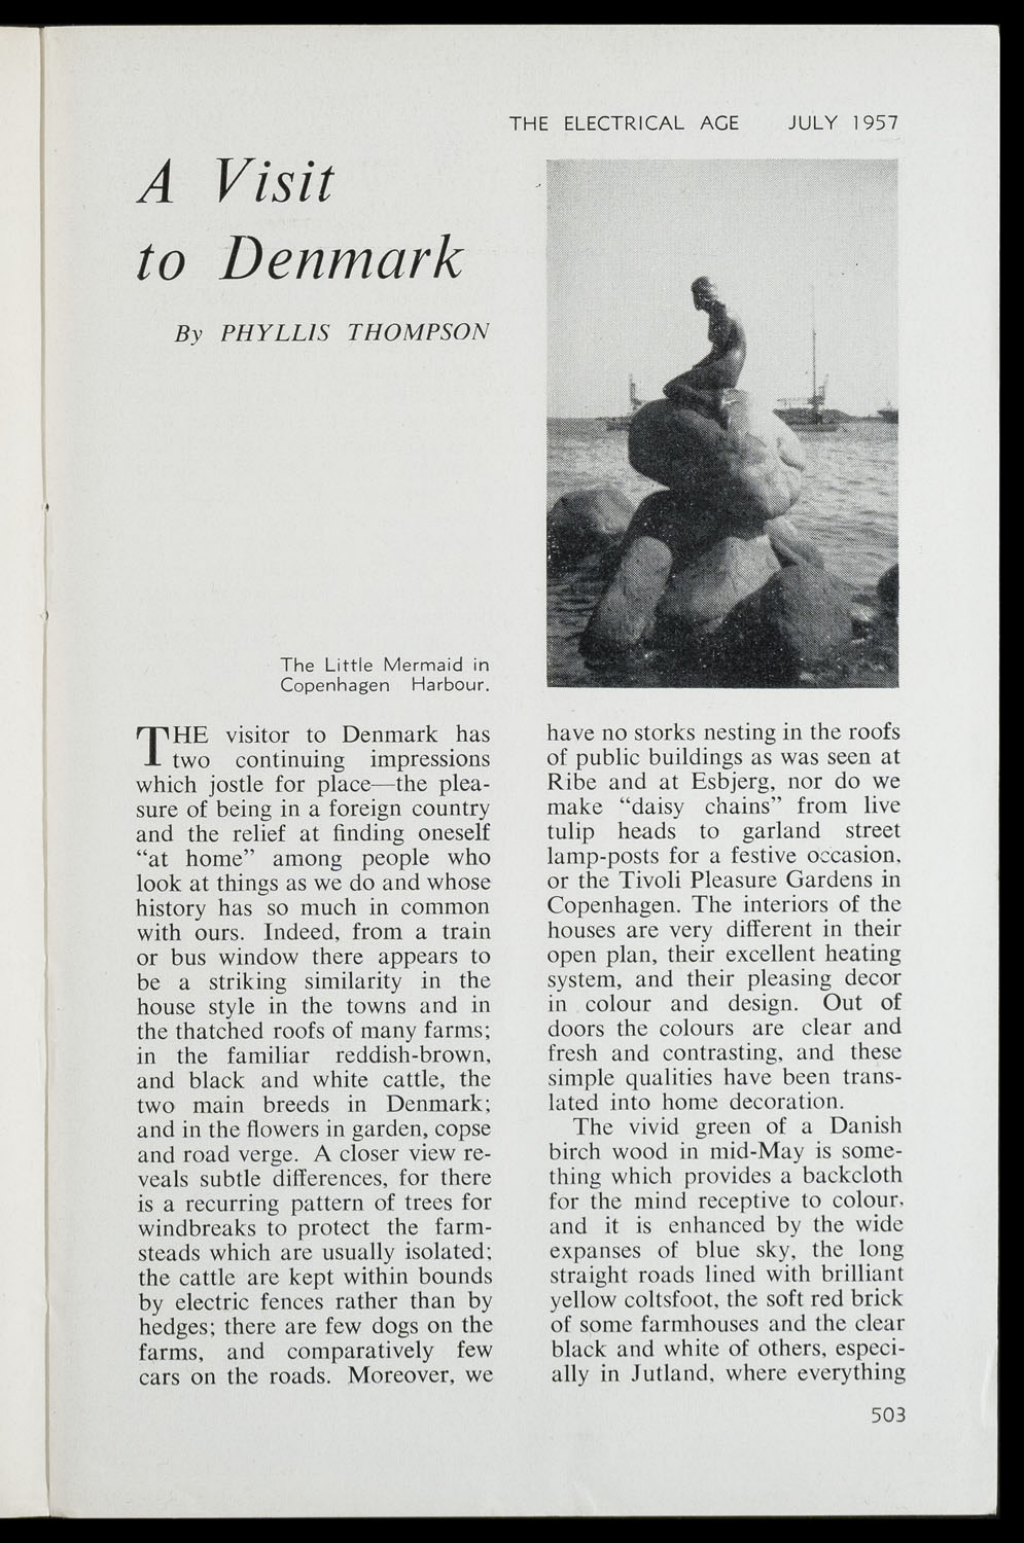 THE ELECTRICAL AGE JULY 1957
A Visit
to Denmark
By PHYLLIS THOMPSON
The Little Mermaid in
Copenhagen Harbour.
THE visitor to Denmark has
two continuing impressions
which jostle for place—the plea-
sure of being in a foreign country
and the relief at finding oneself
“at home” among people who
look at things as we do and whose
history has so much in common
with ours. Indeed, from a train
or bus window there appears to
be a striking similarity in the
house style in the towns and in
the thatched roofs of many farms;
in the familiar reddish-brown,
and black and white cattle, the
two main breeds in Denmark;
and in the flowers in garden, copse
and road verge. A closer view re-
veals subtle differences, for there
is a recurring pattern of trees for
windbreaks to protect the farm-
steads which are usually isolated;
the cattle are kept within bounds
by electric fences rather than by
hedges; there are few dogs on the
farms, and comparatively few
cars on the roads. Moreover, we
have no storks nesting in the roofs
of public buildings as was seen at
Ribe and at Esbjerg, nor do we
make “daisy chains” from live
tulip heads to garland street
lamp-posts for a festive occasion,
or the Tivoli Pleasure Gardens in
Copenhagen. The interiors of the
houses are very different in their
open plan, their excellent heating
system, and their pleasing decor
in colour and design. Out of
doors the colours are clear and
fresh and contrasting, and these
simple qualities have been trans-
lated into home decoration.
The vivid green of a Danish
birch wood in mid-May is some-
thing which provides a backcloth
for the mind receptive to colour,
and it is enhanced by the wide
expanses of blue sky, the long
straight roads lined with brilliant
yellow coltsfoot, the soft red brick
of some farmhouses and the clear
black and white of others, especi-
ally in Jutland, where everything
503